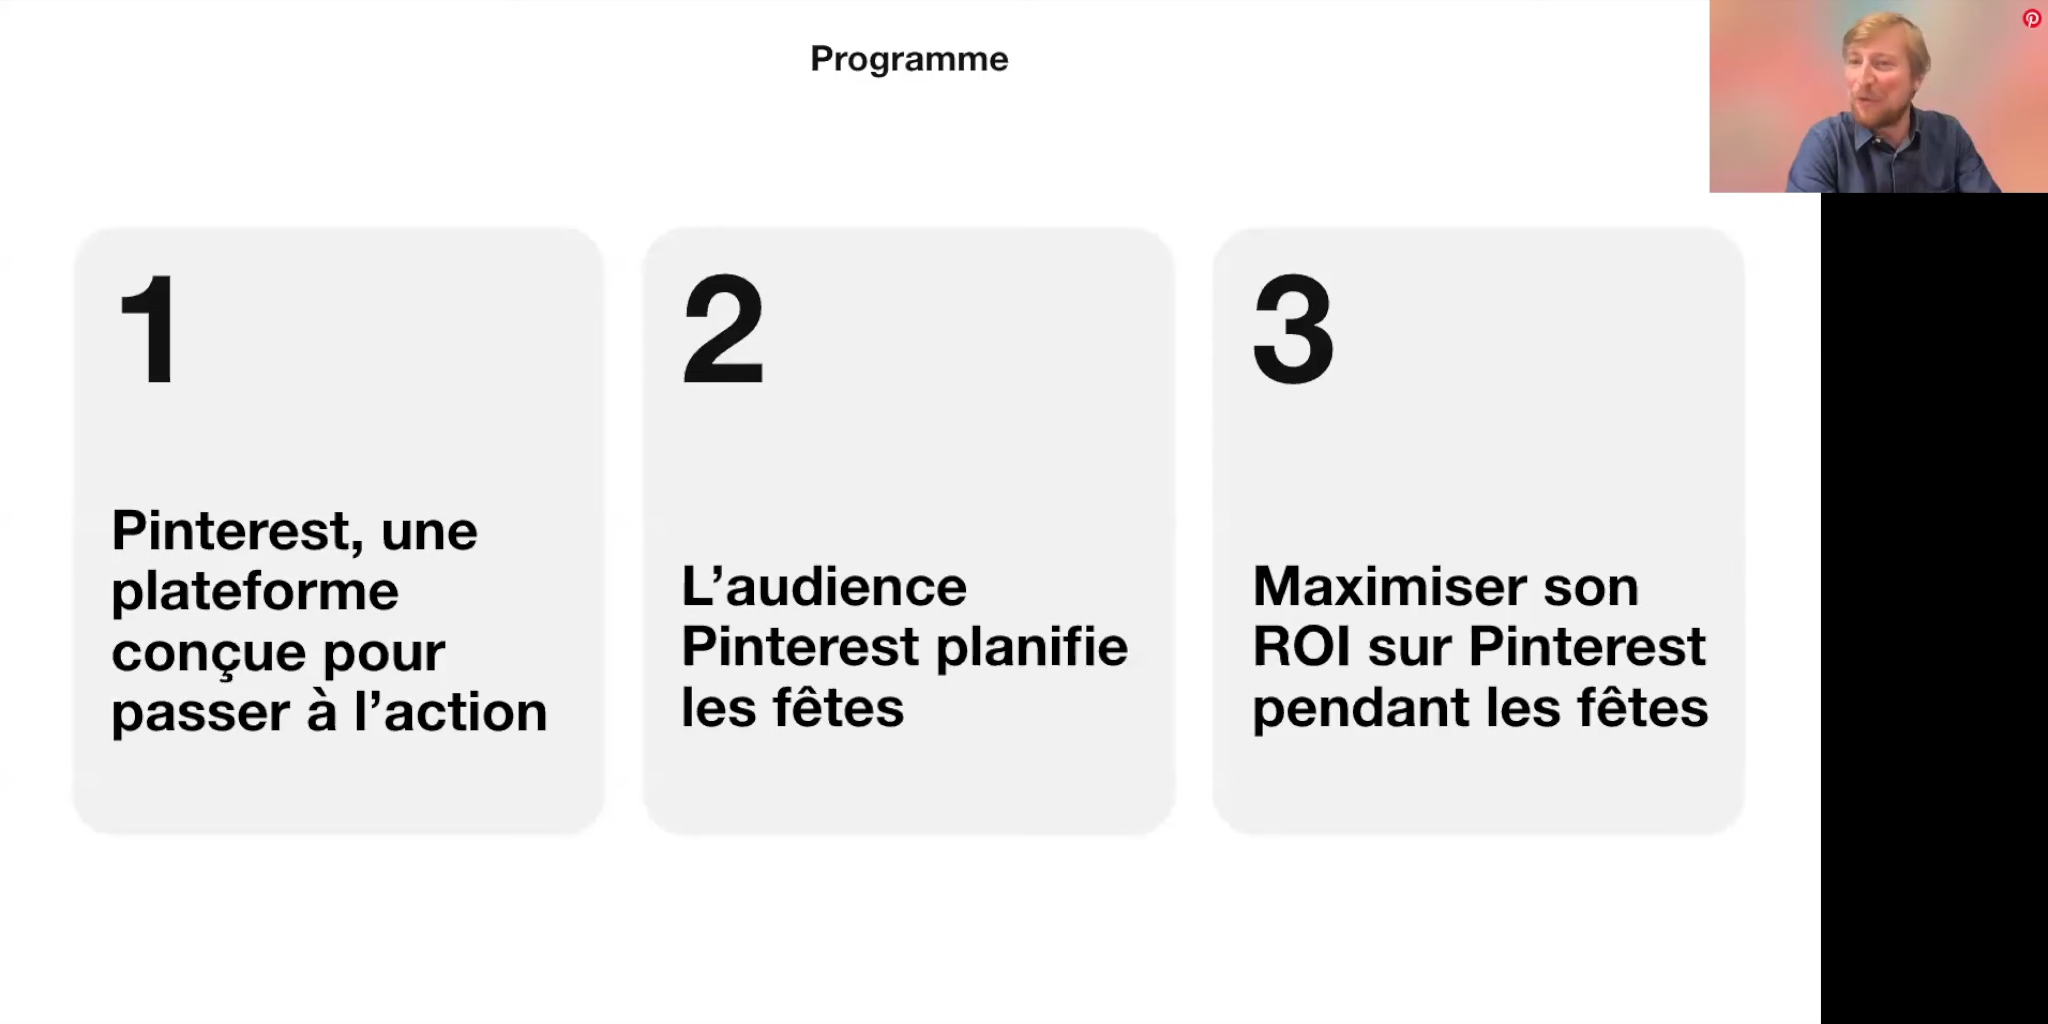 Programme
1
Pinterest, une
plateforme
conçue pour
passer à l’action
2
L’audience
Pinterest planifie
les fêtes
3
Maximiser son
ROI sur Pinterest
pendant les fêtes